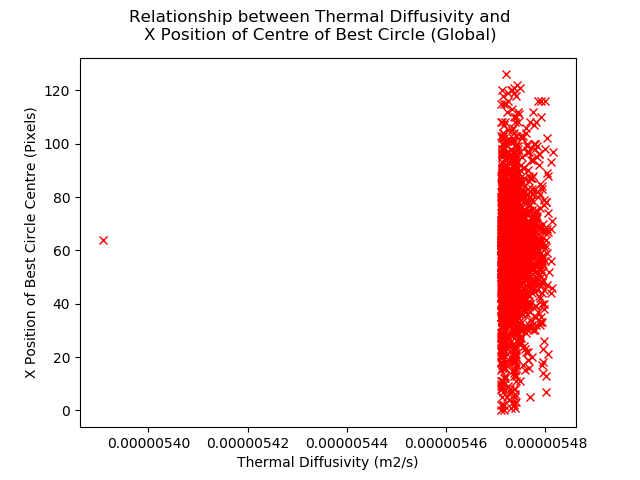 Relationship between Thermal Diffusivity and
X Position of Centre of Best Circle (Global)
X Position of Best Circle Centre (Pixels)
120
100
80
60
40
20
0
0.00000540 0.00000542 0.00000544 0.00000546 0.00000548
Thermal Diffusivity (m2/s)